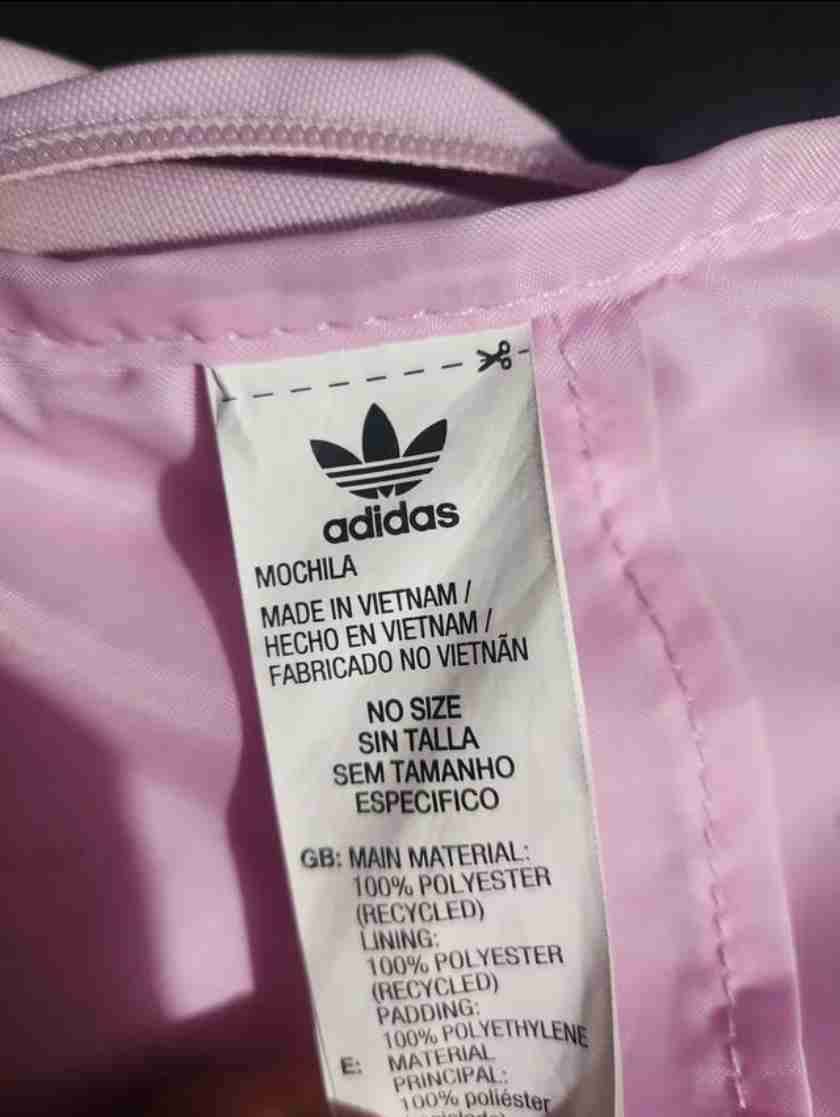 adidas
MOCHILA
MADE IN VIETNAM /
HECHO EN VIETNAM /
FABRICADO NO VIETNÃN
NO SIZE
SIN TALLA
SEM TAMANHO
ESPECIFICO
GB: MAIN MATERIAL:
100% POLYESTER
(RECYCLED)
LINING:
100% POLYESTER
(RECYCLED)
PADDING:
100% POLYETHYLENE
E: MATERIAL
PRINCIPAL:
100% poliéster